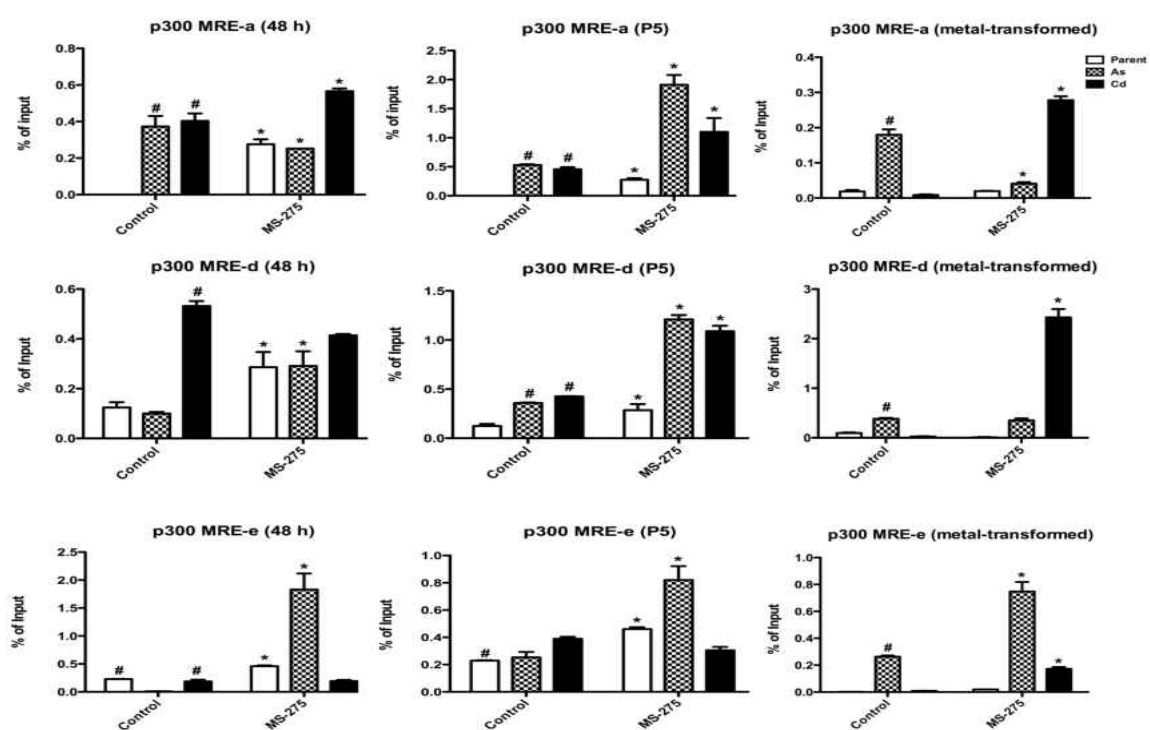 p300 MRE-a (48 h)
% of input
0.8
0.6
0.4
0.2
0.0
#
#
*
*
*
Control
MS-275
p300 MRE-a (P5)
% of input
2.5
2.0
1.5
1.0
0.5
0.0
#
#
*
*
*
Control
MS-275
p300 MRE-a (metal-transformed)
% of Input
0.4
0.3
0.2
0.1
0.0
#
*
*
Control
MS-275
Parent
As
Cd
p300 MRE-d (48 h)
% of Input
0.6
0.4
0.2
0.0
#
*
*
Control
MS-275
p300 MRE-d (P5)
% of Input
1.5
1.0
0.5
0.0
#
#
*
*
*
Control
MS-275
p300 MRE-d (metal-transformed)
% of Input
3
2
1
0
#
*
Control
MS-275
p300 MRE-e (48 h)
% of Input
2.5
2.0
1.5
1.0
0.5
0.0
#
#
*
*
Control
MS-275
p300 MRE-e (P5)
% of Input
1.0
0.8
0.6
0.4
0.2
0.0
#
*
*
Control
MS-275
p300 MRE-e (metal-transformed)
% of Input
1.0
0.8
0.6
0.4
0.2
0.0
#
*
*
Control
MS-275